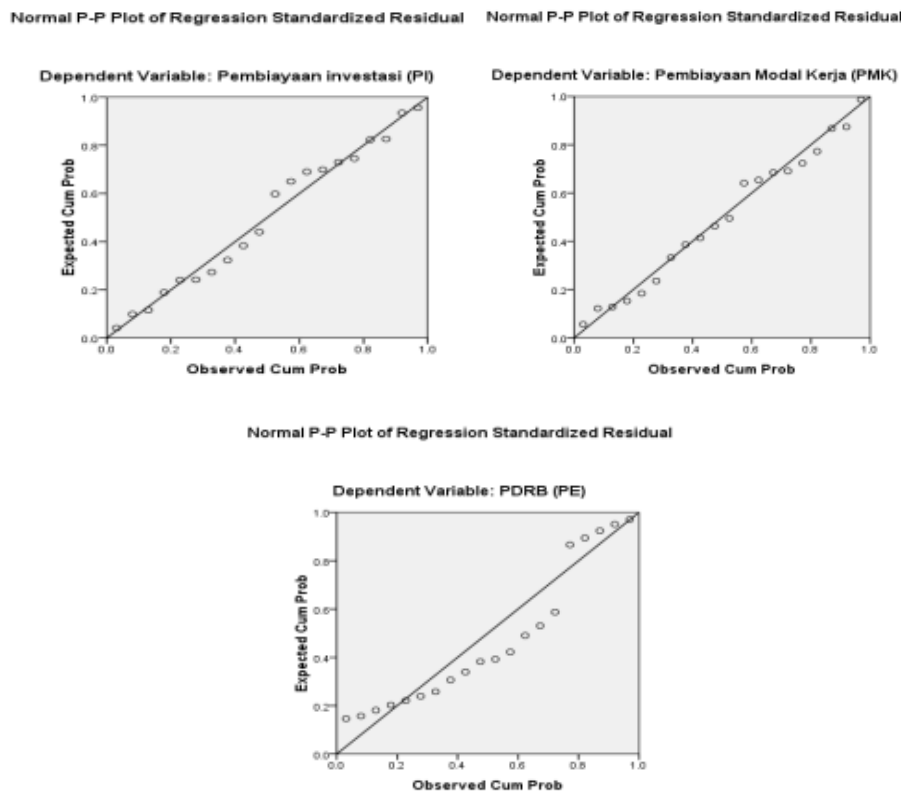 Normal P-P Plot of Regression Standardized Residual
Dependent Variable: Pembiayaan investasi (PI)
Expected Cum Prob
1.0
0.8
0.6
0.4
0.2
0.0
0.0 0.2 0.4 0.6 0.8 1.0
Observed Cum Prob
Normal P-P Plot of Regression Standardized Residual
Dependent Variable: Pembiayaan Modal Kerja (PMK)
Expected Cum Prob
1.0
0.8
0.6
0.4
0.2
0.0
0.0 0.2 0.4 0.6 0.8 1.0
Observed Cum Prob
Normal P-P Plot of Regression Standardized Residual
Dependent Variable: PDRB (PE)
Expected Cum Prob
1.0
0.8
0.6
0.4
0.2
0.0
0.0 0.2 0.4 0.6 0.8 1.0
Observed Cum Prob